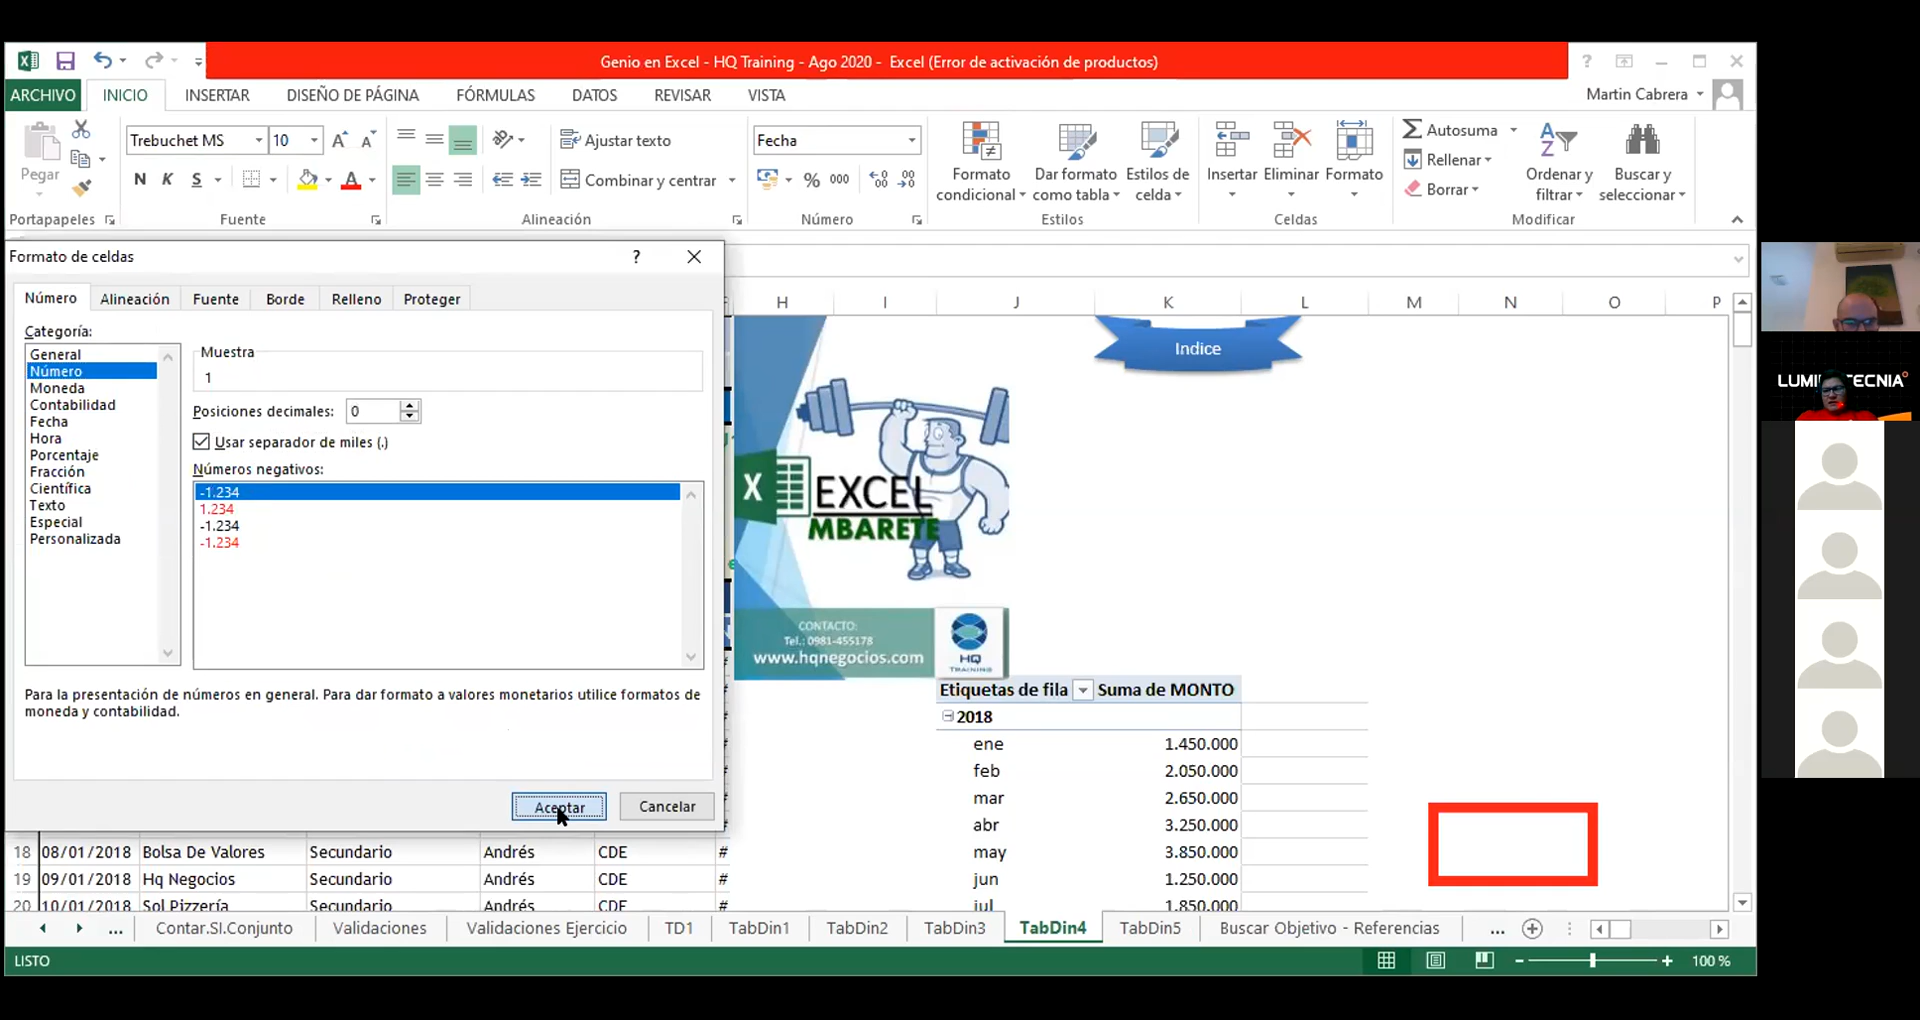 Genio en Excel - HQ Training - Ago 2020 - Excel (Error de activación de productos)
ARCHIVO INICIO INSERTAR DISEÑO DE PÁGINA FÓRMULAS DATOS REVISAR VISTA Martin Cabrera
Trebuchet MS 10 Ajustar texto Fecha Autosuma
Pegar N K S Combinar y centrar % 000 Formato condicional Dar formato como tabla Estilos de celda Insertar Eliminar Formato Rellenar Borrar Ordenar y filtrar Buscar y seleccionar
Portapapeles Fuente Alineación Número Estilos Celdas Modificar
Formato de celdas ?
Número Alineación Fuente Borde Relleno Proteger
H I J K L M N O P
Categoría:
General
Número
Moneda
Contabilidad
Fecha
Hora
Porcentaje
Fracción
Científica
Texto
Especial
Personalizada
Muestra
1
Posiciones decimales: 0
Usar separador de miles (.)
Números negativos:
-1.234
1.234
-1.234
-1.234
Para la presentación de números en general. Para dar formato a valores monetarios utilice formatos de
moneda y contabilidad.
Aceptar Cancelar
Indice
X EXCEL
MBARETE
CONTACTO:
Tel.: 0981-455178
www.hqnegocios.com
HQ
TRAINING
LUMI TECNIA
Etiquetas de fila Suma de MONTO
2018
ene 1.450.000
feb 2.050.000
mar 2.650.000
abr 3.250.000
may 3.850.000
jun 1.250.000
jul 1.850.000
18 08/01/2018 Bolsa De Valores Secundario Andrés CDE #
19 09/01/2018 Hq Negocios Secundario Andrés CDE #
20 10/01/2018 Sol Pizzería Secundario Andrés CDE #
... Contar.SI.Conjunto Validaciones Validaciones Ejercicio TD1 TabDin1 TabDin2 TabDin3 TabDin4 TabDin5 Buscar Objetivo - Referencias ...
LISTO 100 %